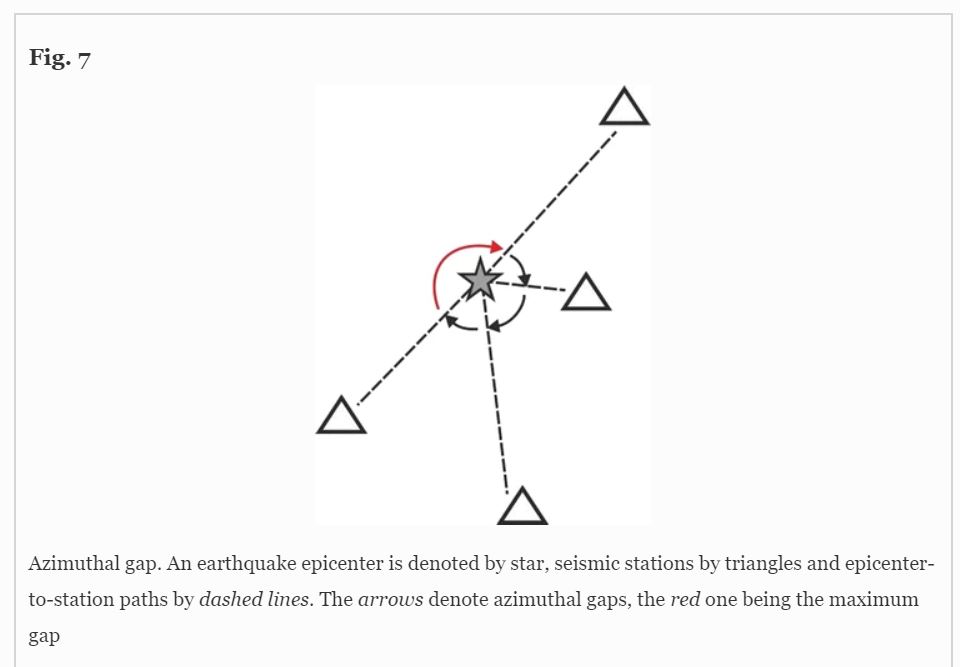 Fig. 7
Azimuthal gap. An earthquake epicenter is denoted by star, seismic stations by triangles and epicenter-
to-station paths by dashed lines. The arrows denote azimuthal gaps, the red one being the maximum
gap